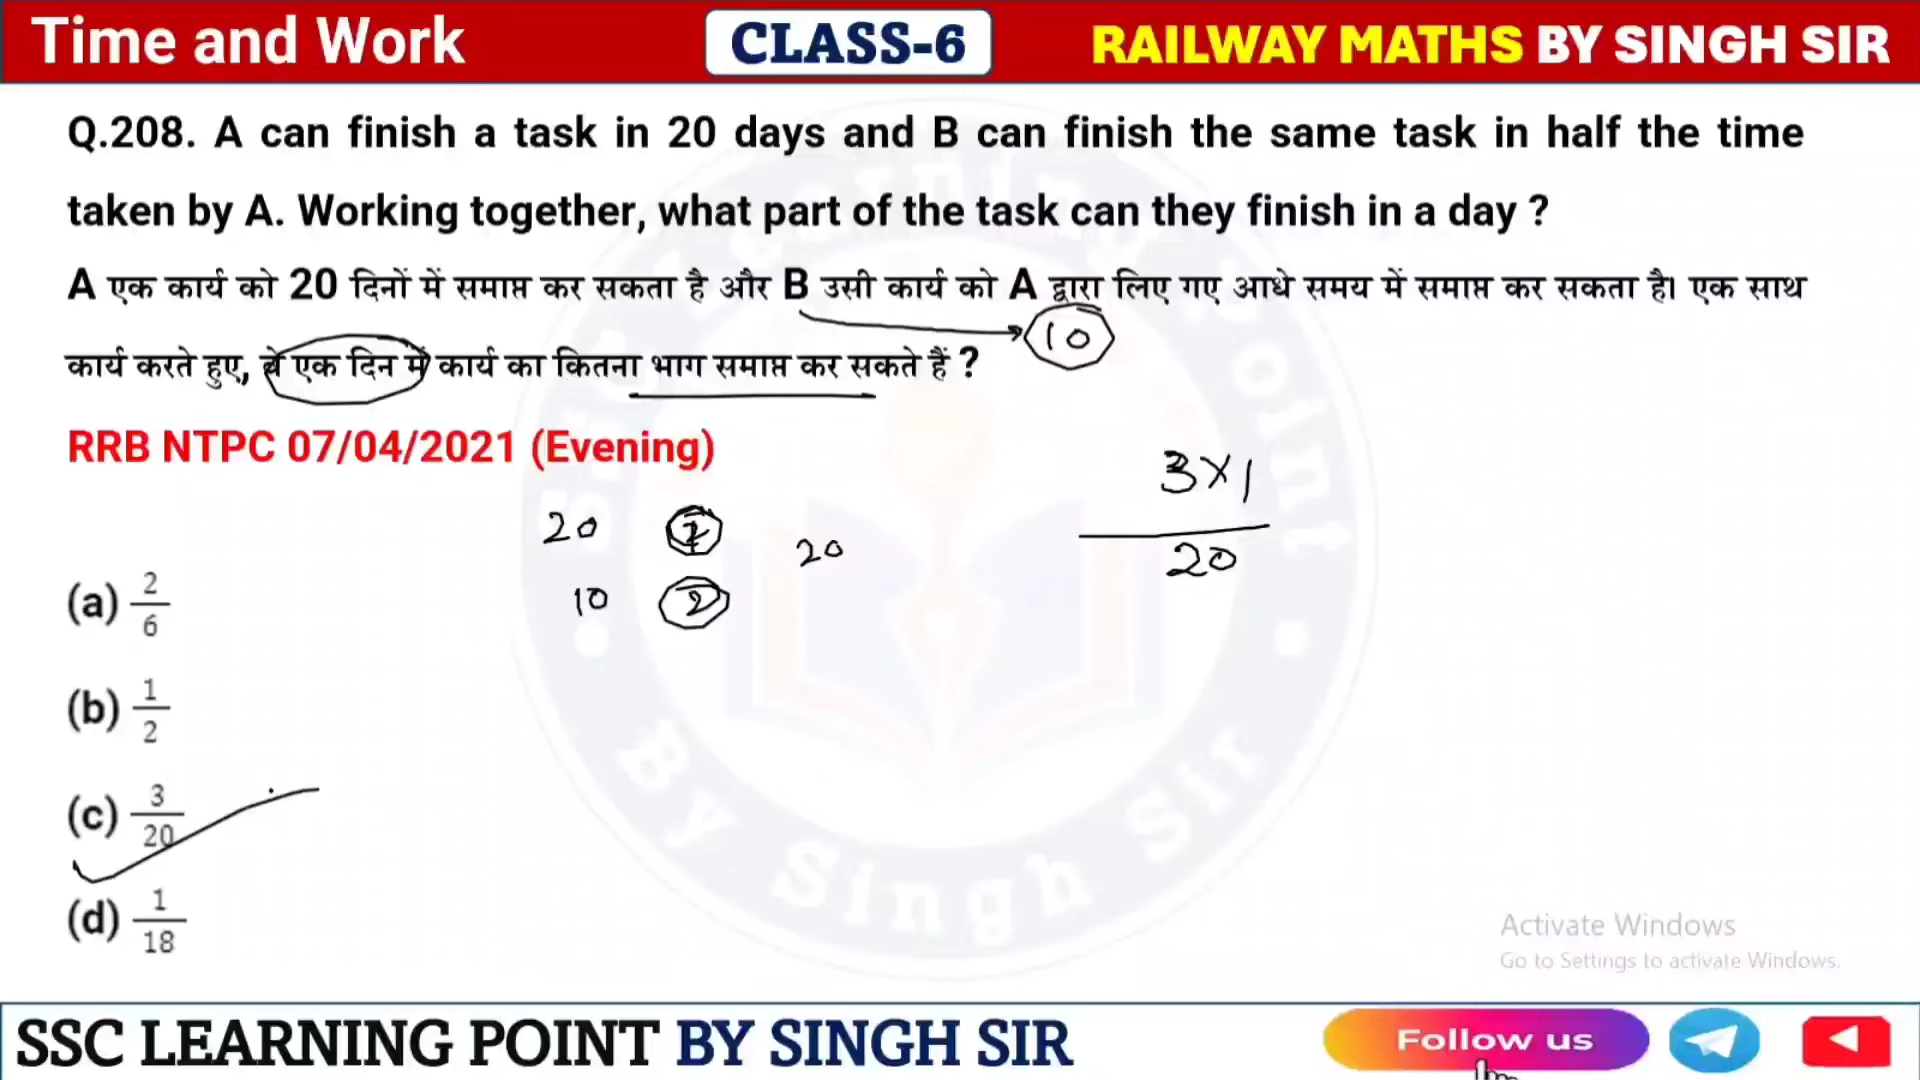 Time and Work
CLASS-6
RAILWAY MATHS BY SINGH SIR
Q.208. A can finish a task in 20 days and B can finish the same task in half the time
taken by A. Working together, what part of the task can they finish in a day ?
A एक कार्य को 20 दिनों में समाप्त कर सकता है और B उसी कार्य को A द्वारा लिए गए आधे समय में समाप्त कर सकता है। एक साथ
कार्य करते हुए, वे एक दिन में कार्य का कितना भाग समाप्त कर सकते हैं ?
10
RRB NTPC 07/04/2021 (Evening)
3×1
20
20
20
10
2
(a) 2/6
(b) 1/2
(c) 3/20
(d) 1/18
By Singh Sir
Activate Windows
Go to Settings to activate Windows.
SSC LEARNING POINT BY SINGH SIR
Follow us